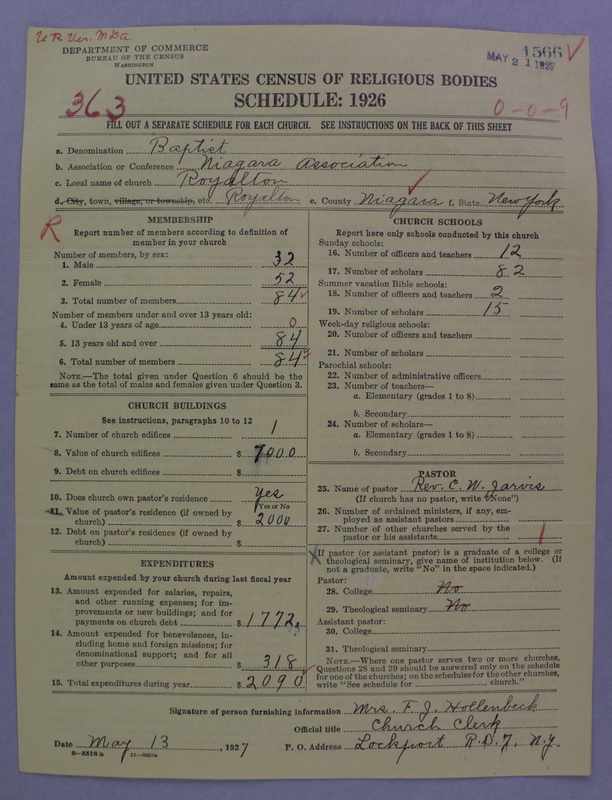 U R Ver. MDA
DEPARTMENT OF COMMERCE
BUREAU OF THE CENSUS
WASHINGTON
1566
MAY 21 1927
UNITED STATES CENSUS OF RELIGIOUS BODIES
SCHEDULE: 1926
363
0-0-9
FILL OUT A SEPARATE SCHEDULE FOR EACH CHURCH. SEE INSTRUCTIONS ON THE BACK OF THIS SHEET
a. Denomination Baptist
b. Association or Conference Niagara Association
c. Local name of church Royalton
d. City, town, village, or township, etc. Royalton e. County Niagara f. State New York
R
MEMBERSHIP
Report number of members according to definition of
member in your church
Number of members, by sex:
1. Male 32
2. Female 52
3. Total number of members 84
Number of members under and over 13 years old:
4. Under 13 years of age 0
5. 13 years old and over 84
6. Total number of members 84
NOTE.—The total given under Question 6 should be the
same as the total of males and females given under Question 3.
CHURCH BUILDINGS
See instructions, paragraphs 10 to 12
7. Number of church edifices 1
8. Value of church edifices $ 7000
9. Debt on church edifices $
10. Does church own pastor's residence Yes
Yes or No
11. Value of pastor's residence (if owned by
church) $ 2000
12. Debt on pastor's residence (if owned by
church) $
EXPENDITURES
Amount expended by your church during last fiscal year
13. Amount expended for salaries, repairs,
and other running expenses; for im-
provements or new buildings; and for
payments on church debt $ 1772
14. Amount expended for benevolences, in-
cluding home and foreign missions; for
denominational support; and for all
other purposes $ 318
15. Total expenditures during year $ 2090
CHURCH SCHOOLS
Report here only schools conducted by this church
Sunday schools:
16. Number of officers and teachers 12
17. Number of scholars 82
Summer vacation Bible schools:
18. Number of officers and teachers 2
19. Number of scholars 15
Week-day religious schools:
20. Number of officers and teachers
21. Number of scholars
Parochial schools:
22. Number of administrative officers
23. Number of teachers—
a. Elementary (grades 1 to 8)
b. Secondary
24. Number of scholars—
a. Elementary (grades 1 to 8)
b. Secondary
PASTOR
25. Name of pastor Rev. C. W. Jarvis
(If church has no pastor, write "None")
26. Number of ordained ministers, if any, em-
ployed as assistant pastors
27. Number of other churches served by the
pastor or his assistants 1
X If pastor (or assistant pastor) is a graduate of a college or
theological seminary, give name of institution below. (If
not a graduate, write "No" in the space indicated.)
Pastor:
28. College No
29. Theological seminary No
Assistant pastor:
30. College
31. Theological seminary
NOTE.—Where one pastor serves two or more churches,
Questions 28 and 29 should be answered only on the schedule
for one of the churches; on the schedules for the other churches,
write "See schedule for church."
Signature of person furnishing information Mrs. F. J. Hollenbeck
Official title Church Clerk
Date May 13, 1927 P. O. Address Lockport R.D. 7, N.Y.
8—5518 a